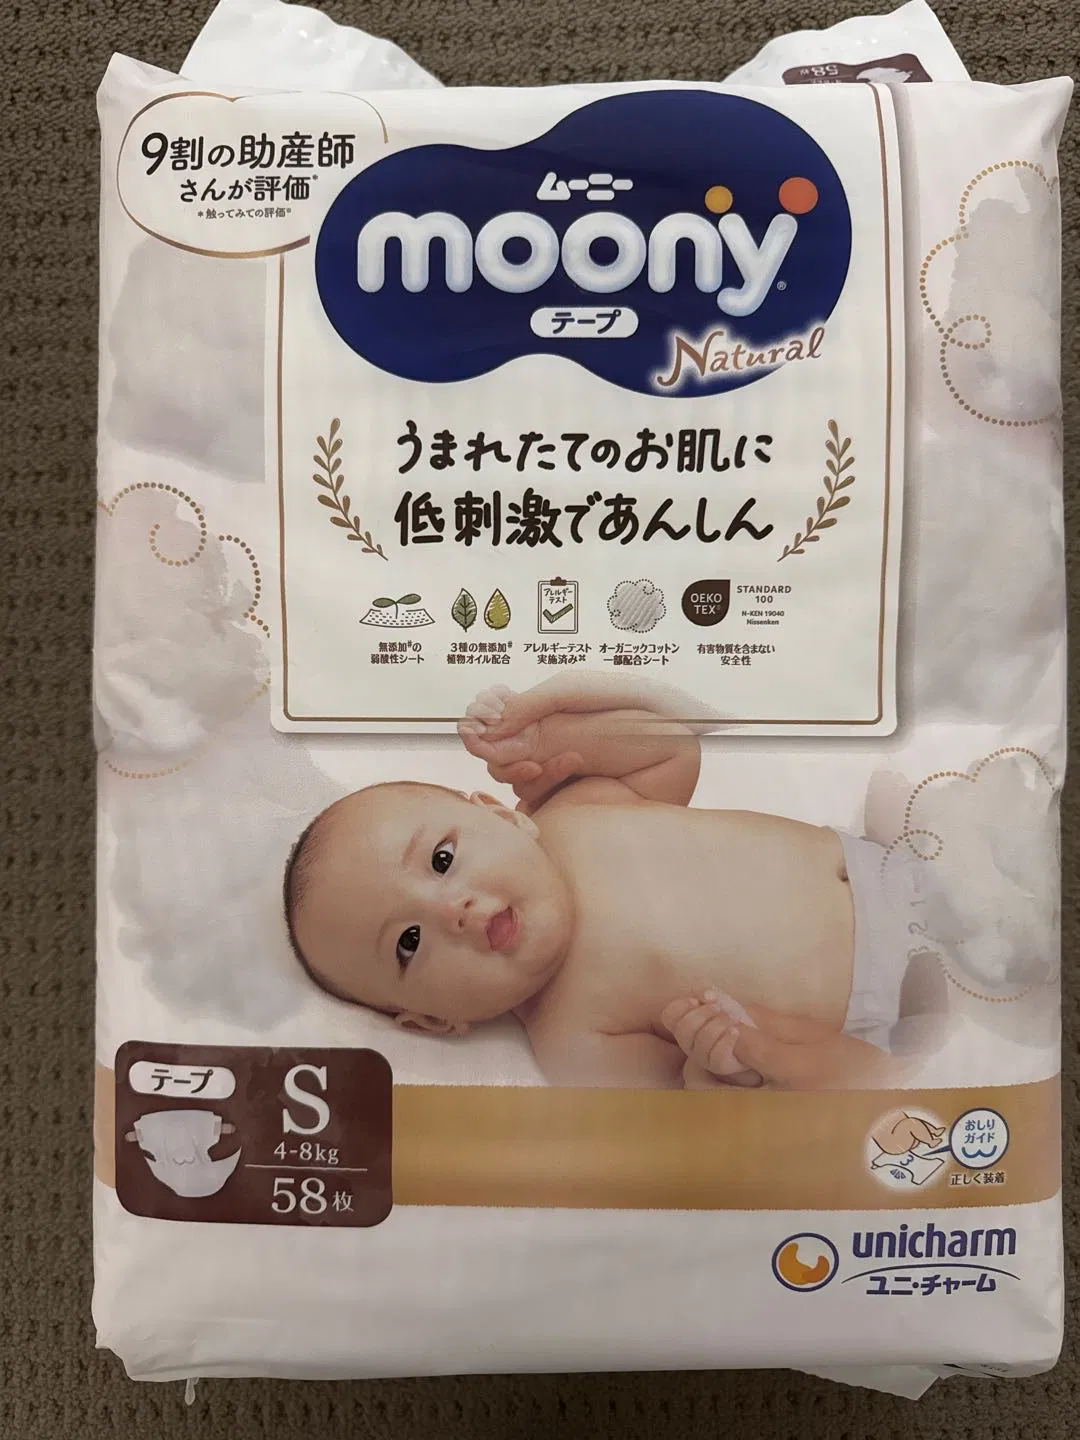 9割の助産師
さんが評価*
*触ってみての評価※
ムーニー
moony®
テープ
Natural
うまれたてのお肌に
低刺激であんしん
無添加#の
弱酸性シート
3種の無添加#
植物オイル配合
アレルギー
テスト
アレルギーテスト
実施済み※
オーガニックコットン
一部配合シート
OEKO
TEX®
STANDARD
100
N-KEN 19040
Nissenken
有害物質を含まない
安全性
テープ
S
4-8kg
58枚
おしり
ガイド
正しく装着
unicharm
ユニ・チャーム
58枚
1
2
3